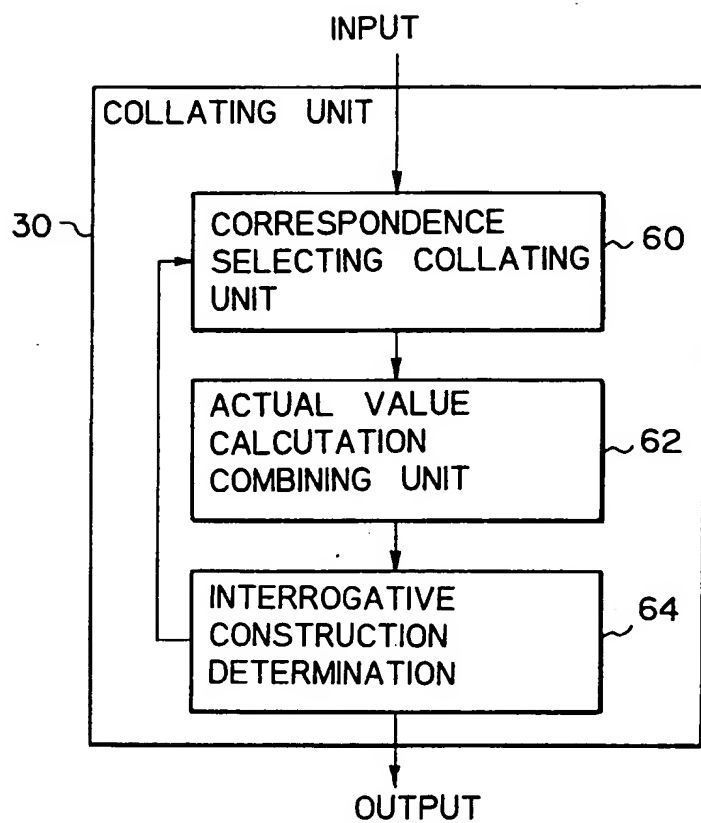 INPUT
COLLATING UNIT
30
CORRESPONDENCE
SELECTING COLLATING
UNIT
60
ACTUAL VALUE
CALCUTATION
COMBINING UNIT
62
INTERROGATIVE
CONSTRUCTION
DETERMINATION
64
OUTPUT